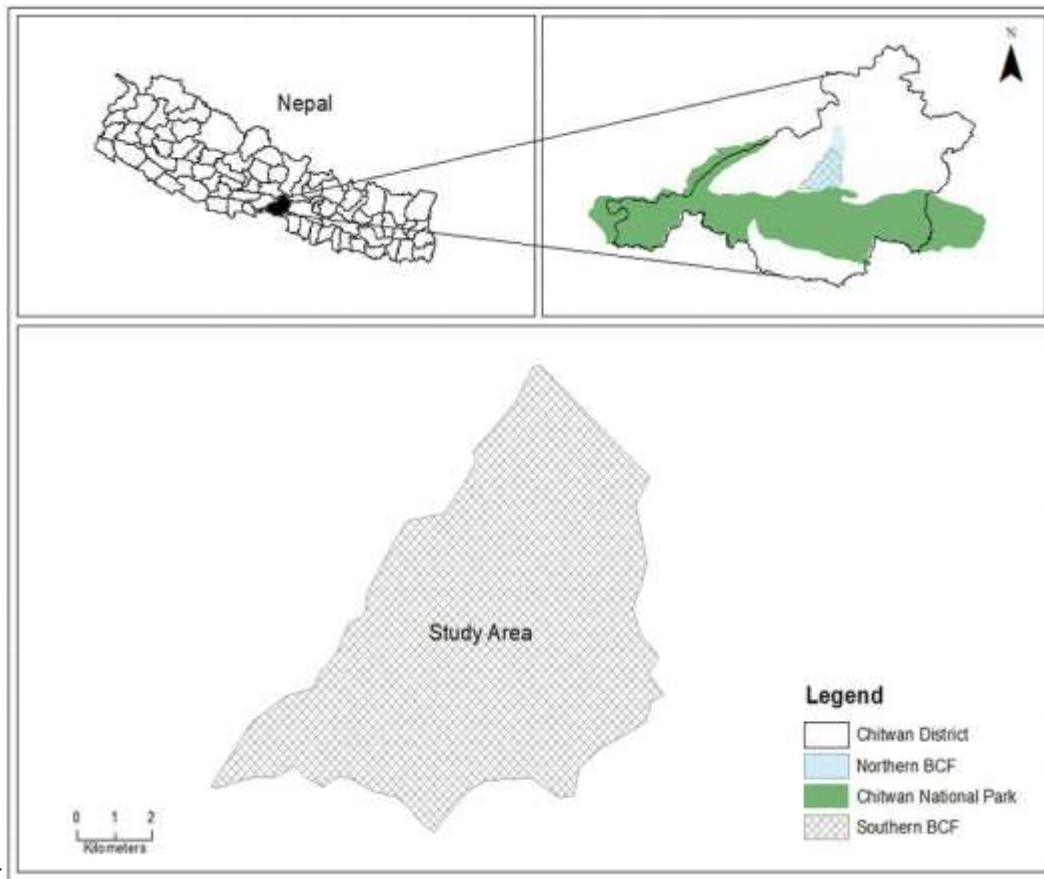 Nepal
N
Study Area
Legend
Chitwan District
Northern BCF
Chitwan National Park
Southern BCF
0 1 2
Kilometers